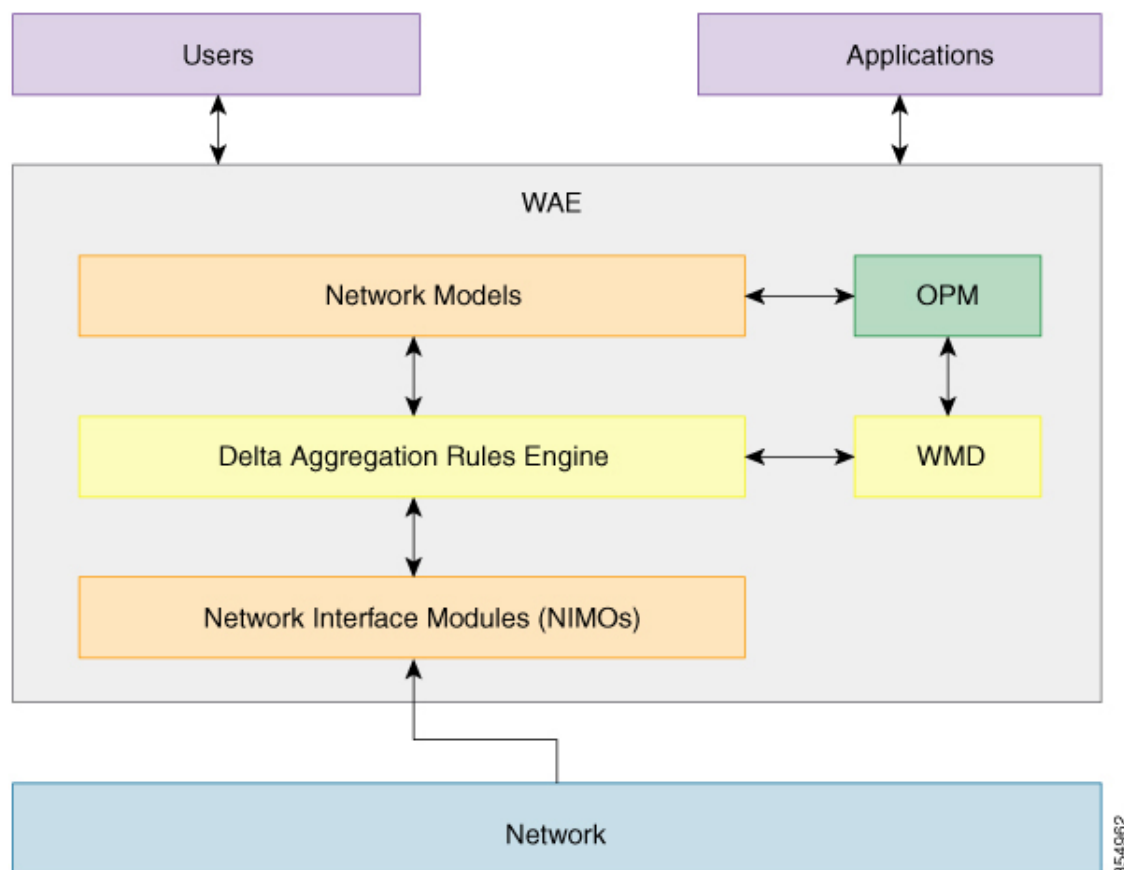 Users
Applications
WAE
Network Models
OPM
Delta Aggregation Rules Engine
WMD
Network Interface Modules (NIMOs)
Network